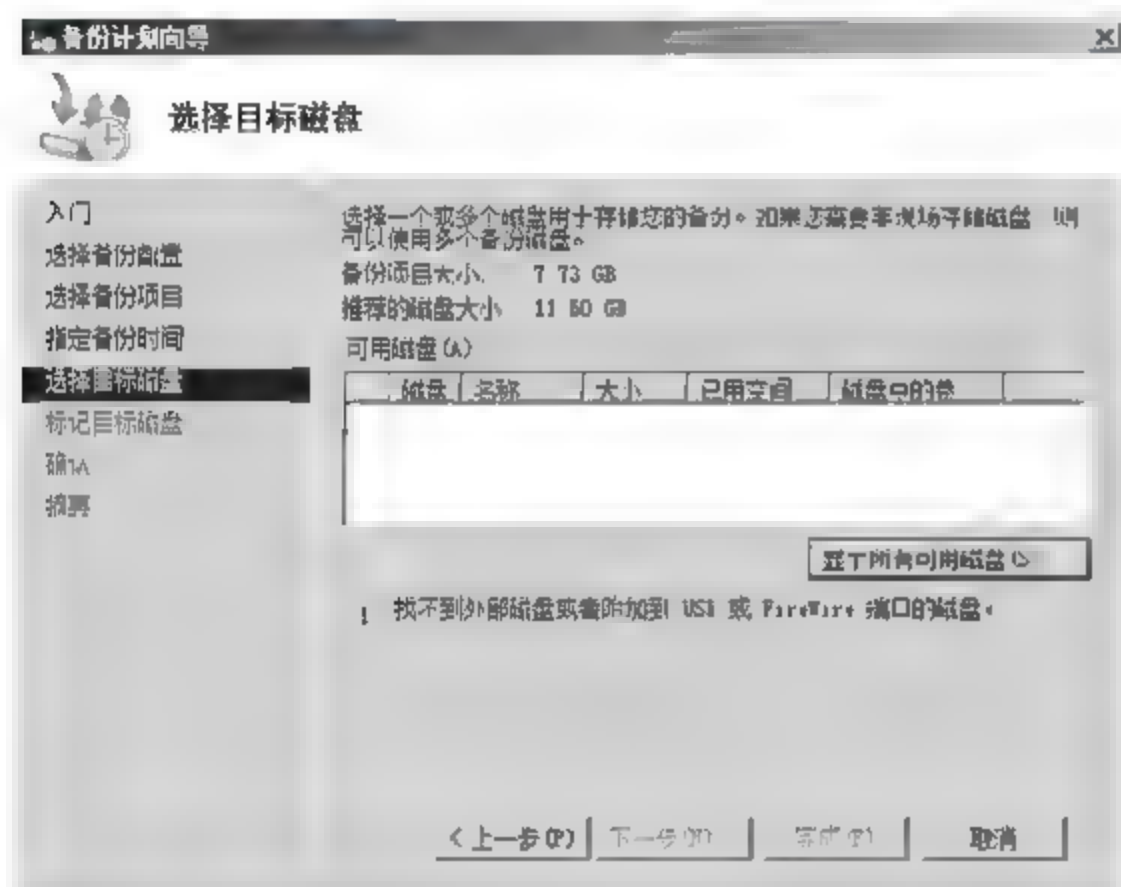 备份计划向导
选择目标磁盘
入门
选择备份配置
选择备份项目
指定备份时间
选择目标磁盘
标记目标磁盘
确认
摘要
选择一个或多个磁盘用于存储您的备份。如果您需要非现场存储磁盘 则
可以使用多个备份磁盘。
备份项目大小 7 73 GB
推荐的磁盘大小 11 60 GB
可用磁盘(A)
磁盘 名称 大小 已用空间 磁盘中的卷
显示所有可用磁盘
! 找不到外部磁盘或者附加到 USB 或 FireWire 端口的磁盘。
< 上一步(P) 下一步(N) 完成(F) 取消